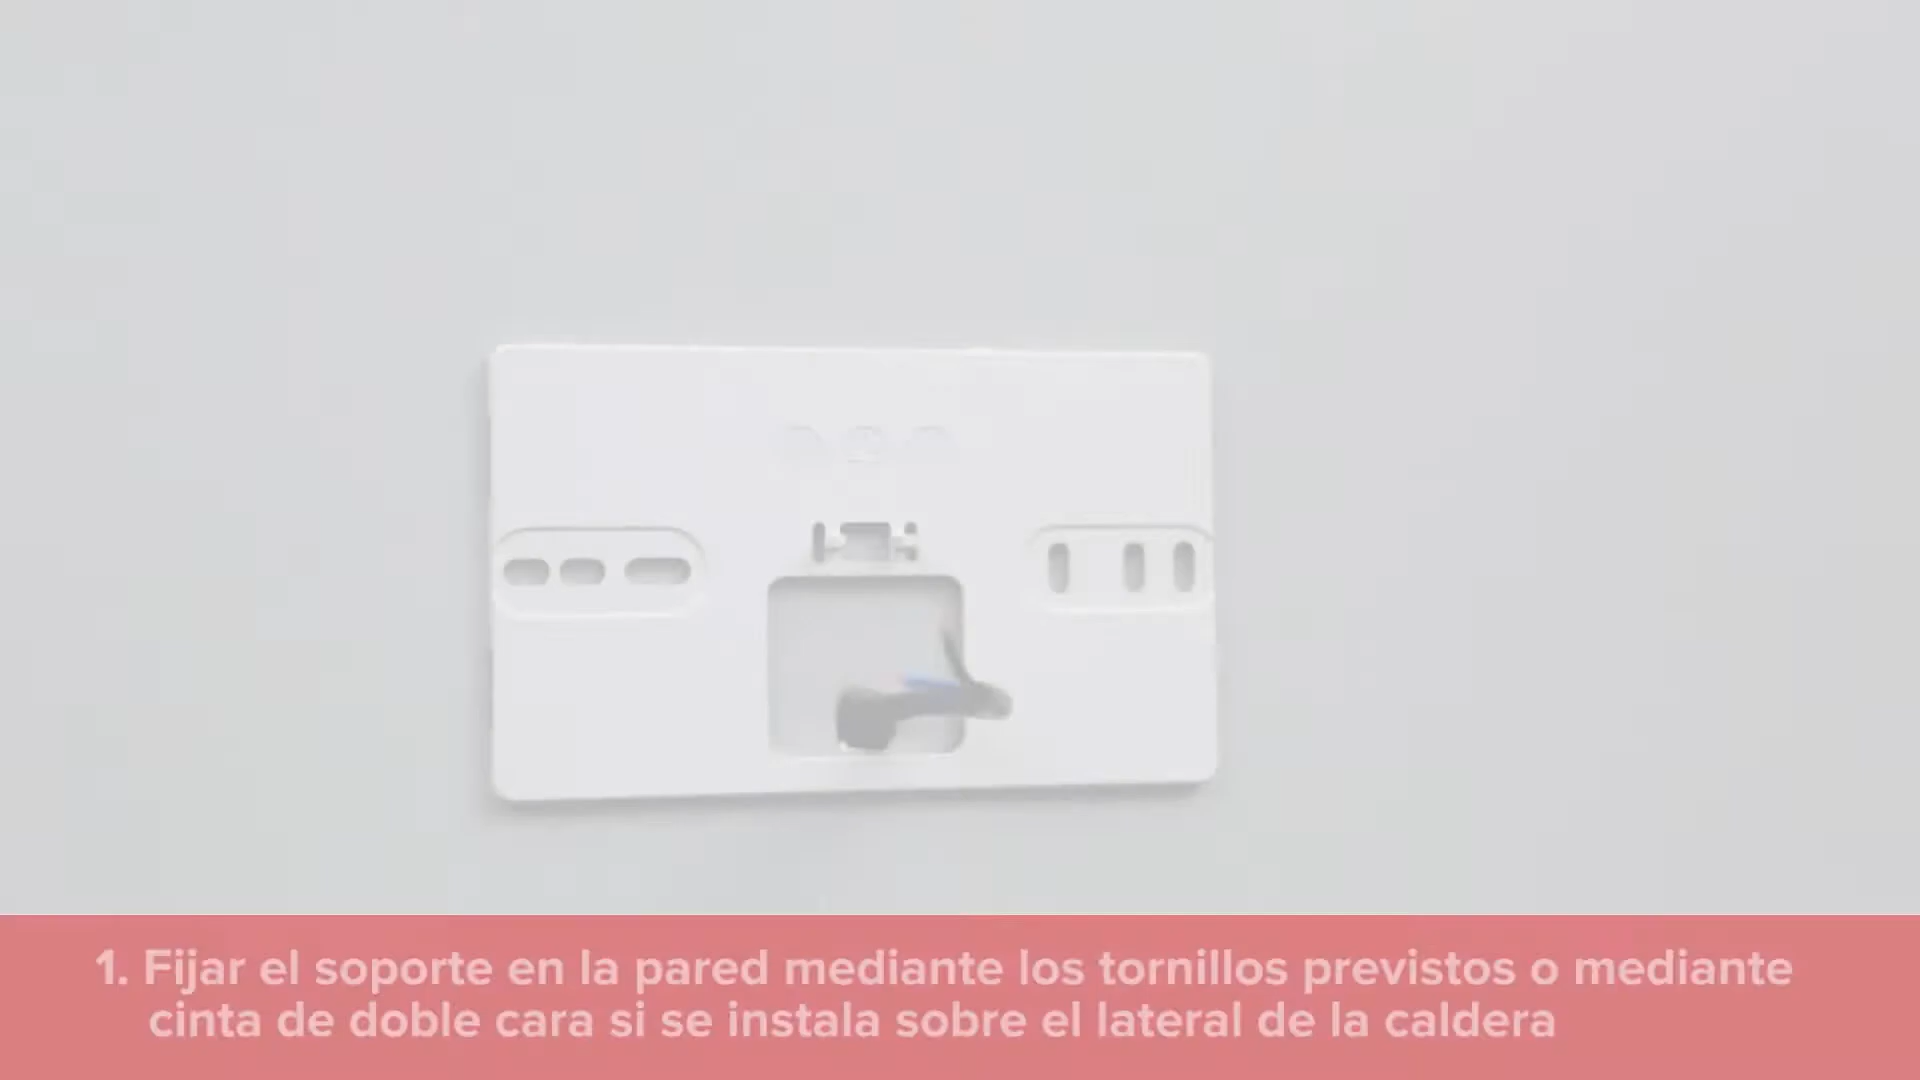 1. Fijar el soporte en la pared mediante los tornillos previstos o mediante
cinta de doble cara si se instala sobre el lateral de la caldera